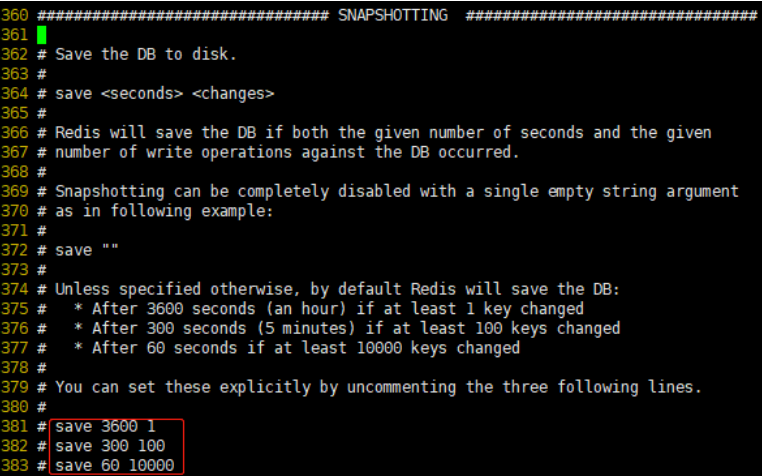 360 ################################ SNAPSHOTTING  ################################
361
362 # Save the DB to disk.
363 #
364 # save <seconds> <changes>
365 #
366 # Redis will save the DB if both the given number of seconds and the given
367 # number of write operations against the DB occurred.
368 #
369 # Snapshotting can be completely disabled with a single empty string argument
370 # as in following example:
371 #
372 # save ""
373 #
374 # Unless specified otherwise, by default Redis will save the DB:
375 #   * After 3600 seconds (an hour) if at least 1 key changed
376 #   * After 300 seconds (5 minutes) if at least 100 keys changed
377 #   * After 60 seconds if at least 10000 keys changed
378 #
379 # You can set these explicitly by uncommenting the three following lines.
380 #
381 # save 3600 1
382 # save 300 100
383 # save 60 10000